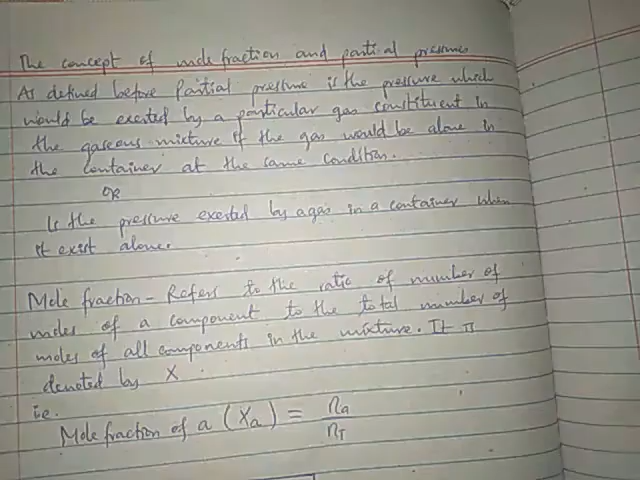 The concept of mole fraction and partial pressure
As defined before Partial pressure is the pressure which
would be exerted by a particular gas constituent in
the gaseous mixture if the gas would be alone in
the container at the same condition.
OR
Is the pressure exerted by a gas in a container when
it exist alone.
Mole fraction - Refers to the ratio of number of
moles of a component to the total number of
moles of all components in the mixture. It is
denoted by X.
i.e.
Mole fraction of a (Xa) = na
nT